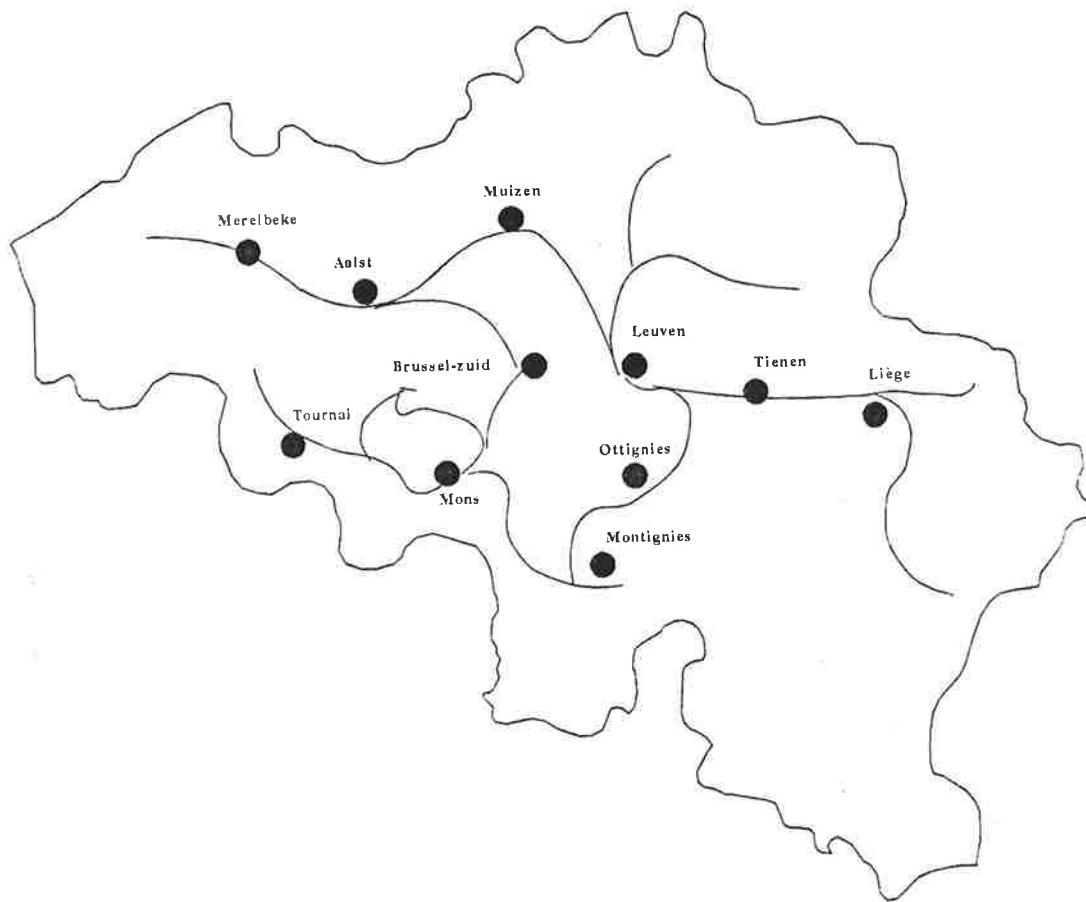 Muizen
Merelbeke
Aalst
Leuven
Brussel-zuid
Tienen
Liège
Tournai
Ottignies
Mons
Montignies